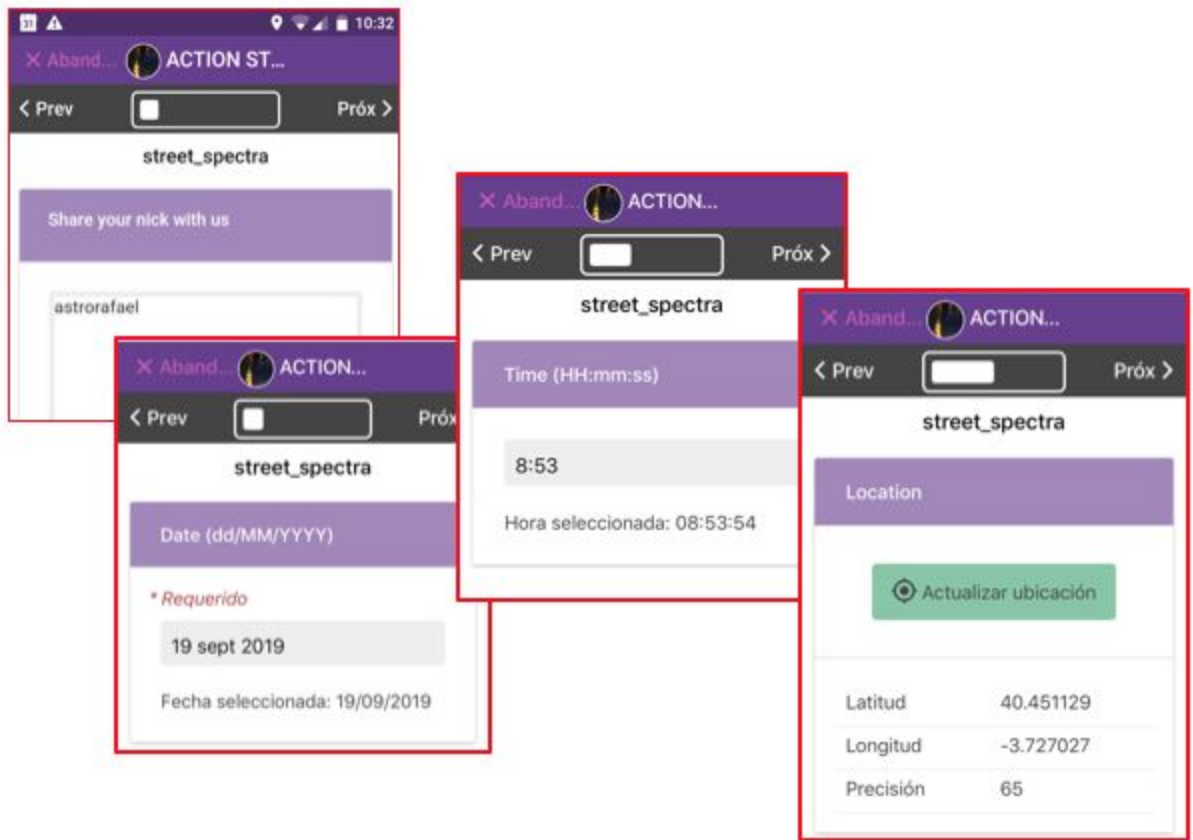 31
10:32
× Aband... ACTION ST...
< Prev Próx >
street_spectra
Share your nick with us
astrorafael
× Aband... ACTION...
< Prev Próx
street_spectra
Date (dd/MM/YYYY)
* Requerido
19 sept 2019
Fecha seleccionada: 19/09/2019
× Aband... ACTION...
< Prev Próx >
street_spectra
Time (HH:mm:ss)
8:53
Hora seleccionada: 08:53:54
× Aband... ACTION...
< Prev Próx >
street_spectra
Location
Actualizar ubicación
Latitud 40.451129
Longitud -3.727027
Precisión 65